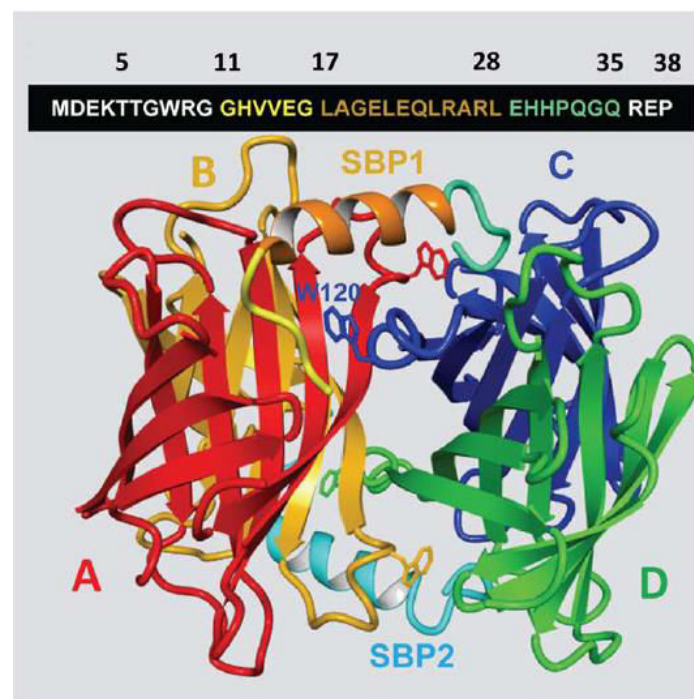 5 11 17 28 35 38
MDEKTTGWRG GHVVEG LAGELEQLRARL EHHPQGQ REP
B SBP1 C
W120
A D
SBP2